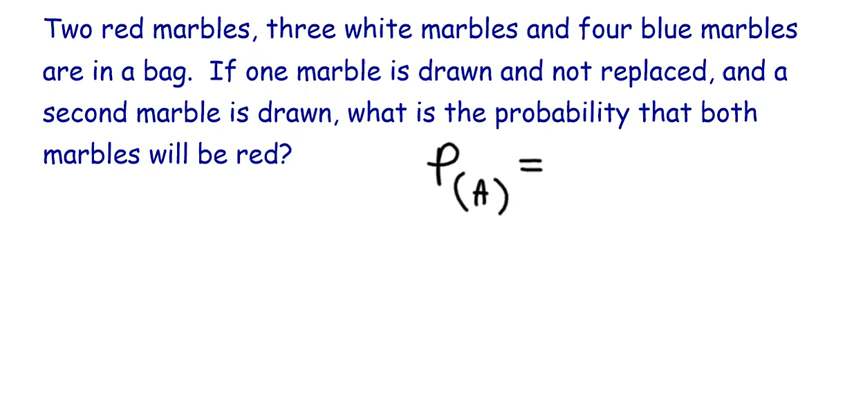 Two red marbles, three white marbles and four blue marbles
are in a bag.  If one marble is drawn and not replaced, and a
second marble is drawn, what is the probability that both
marbles will be red?
P(A) =